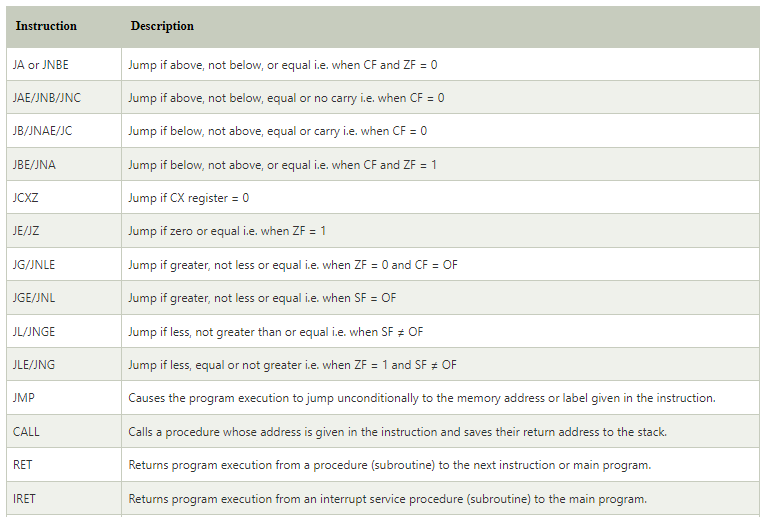 Instruction Description
JA or JNBE Jump if above, not below, or equal i.e. when CF and ZF = 0
JAE/JNB/JNC Jump if above, not below, equal or no carry i.e. when CF = 0
JB/JNAE/JC Jump if below, not above, equal or carry i.e. when CF = 0
JBE/JNA Jump if below, not above, or equal i.e. when CF and ZF = 1
JCXZ Jump if CX register = 0
JE/JZ Jump if zero or equal i.e. when ZF = 1
JG/JNLE Jump if greater, not less or equal i.e. when ZF = 0 and CF = OF
JGE/JNL Jump if greater, not less or equal i.e. when SF = OF
JL/JNGE Jump if less, not greater than or equal i.e. when SF ≠ OF
JLE/JNG Jump if less, equal or not greater i.e. when ZF = 1 and SF ≠ OF
JMP Causes the program execution to jump unconditionally to the memory address or label given in the instruction.
CALL Calls a procedure whose address is given in the instruction and saves their return address to the stack.
RET Returns program execution from a procedure (subroutine) to the next instruction or main program.
IRET Returns program execution from an interrupt service procedure (subroutine) to the main program.